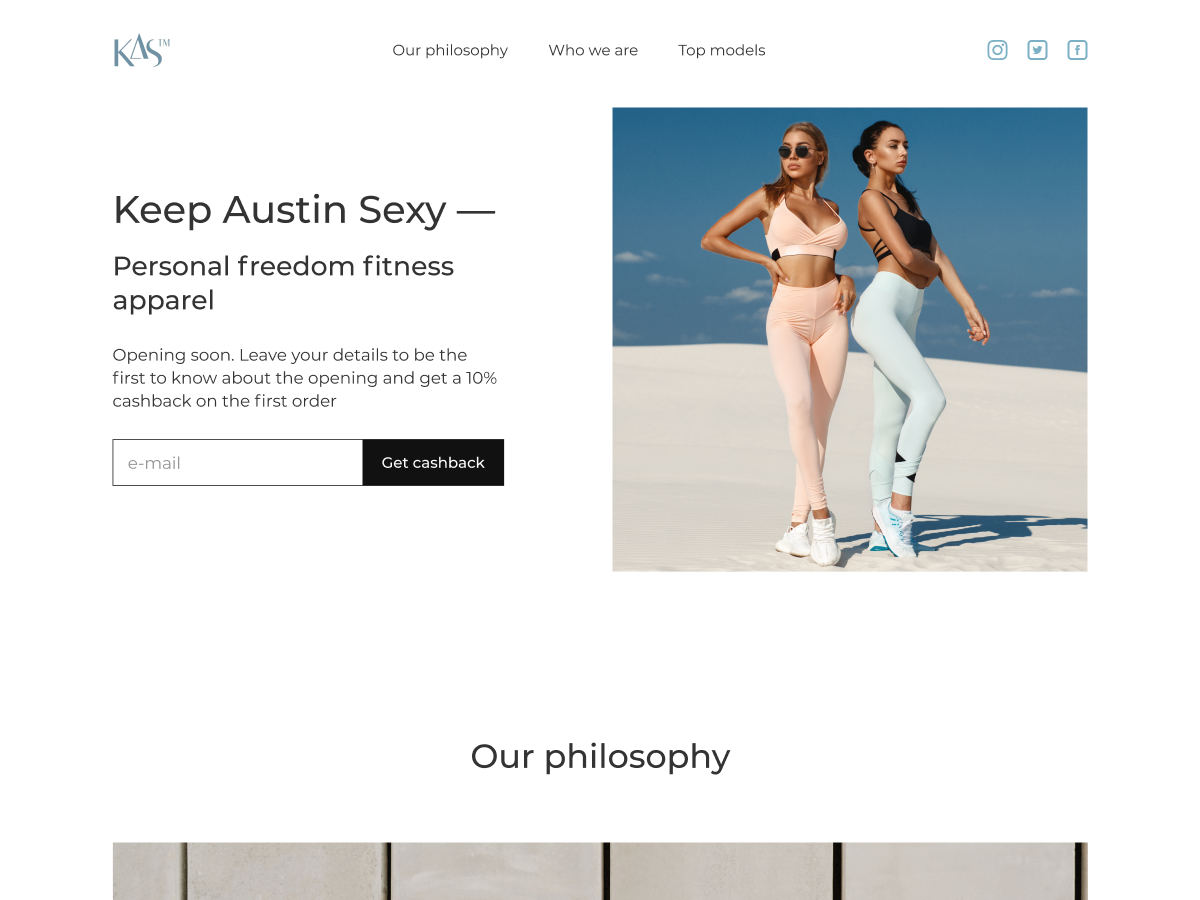 KAS™
Our philosophy
Who we are
Top models
Keep Austin Sexy —
Personal freedom fitness
apparel
Opening soon. Leave your details to be the
first to know about the opening and get a 10%
cashback on the first order
e-mail
Get cashback
Our philosophy